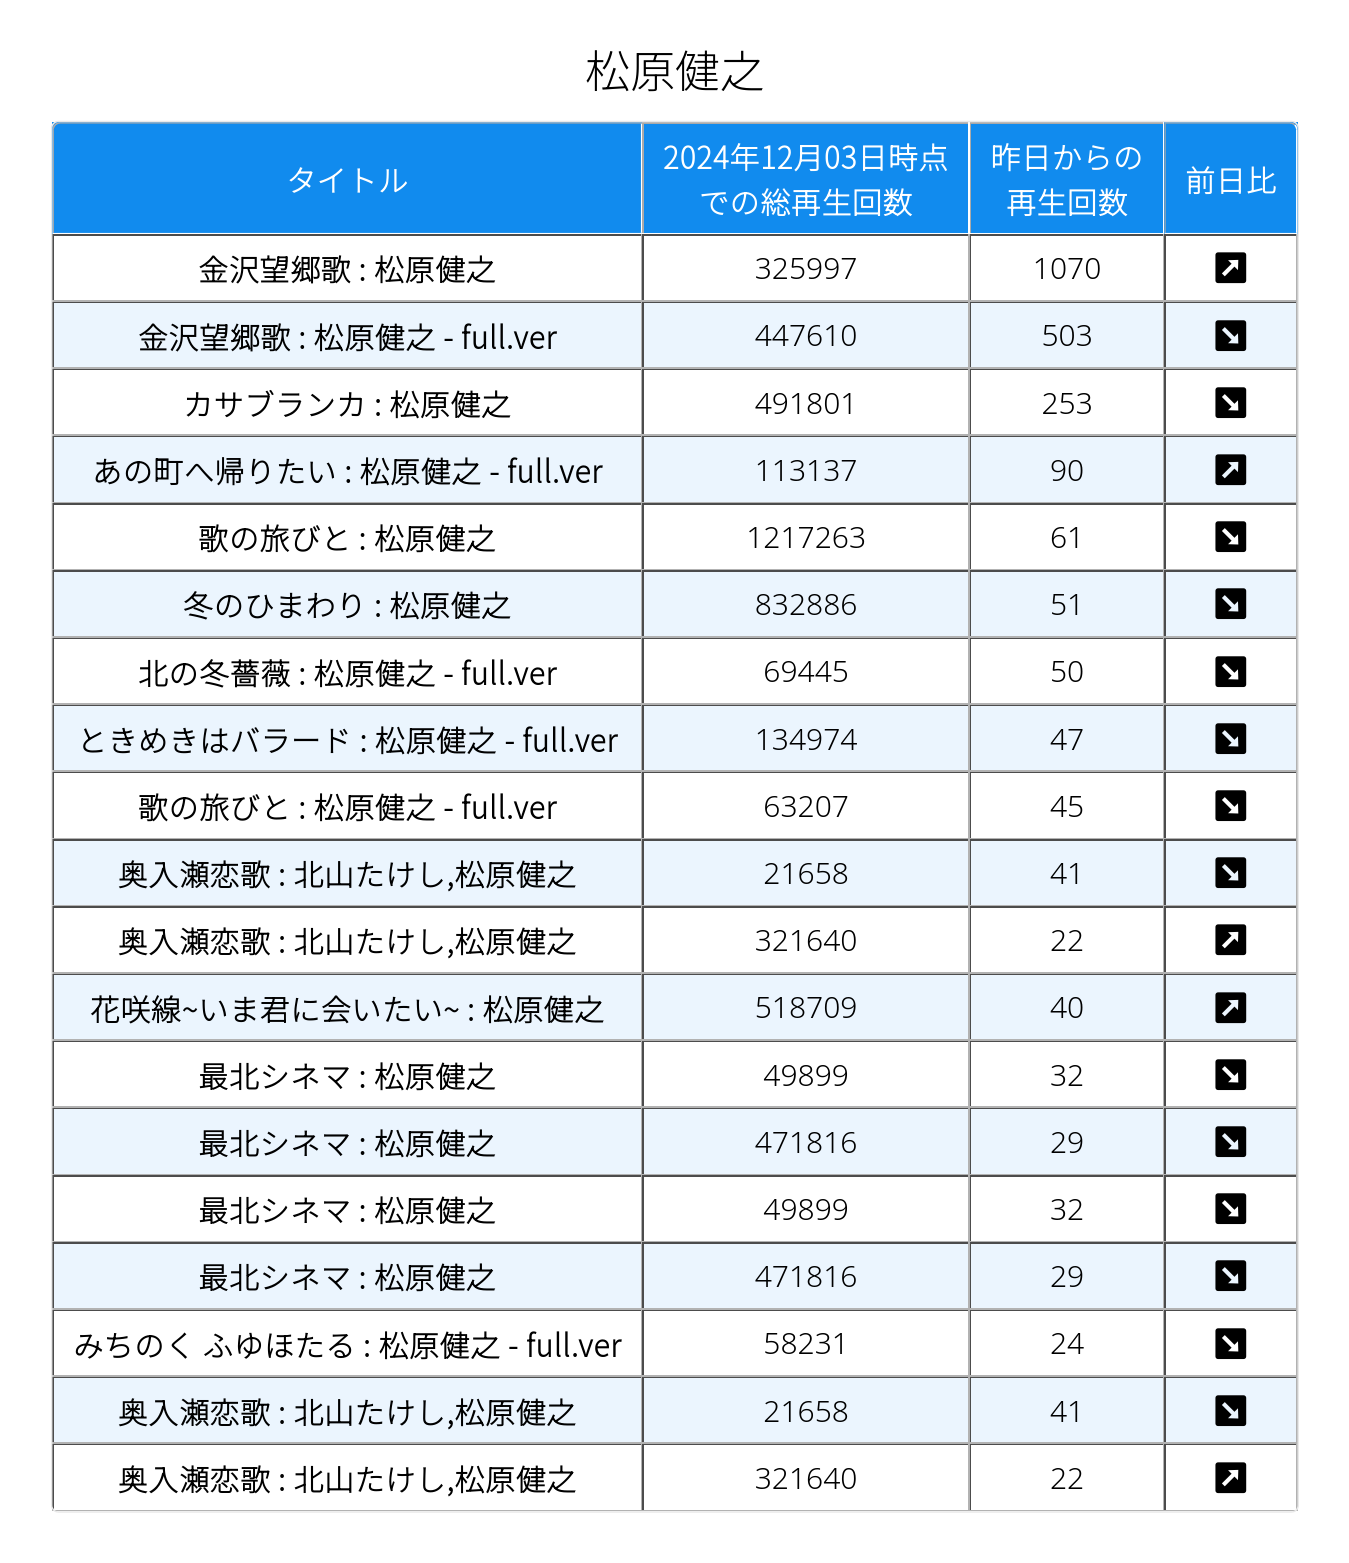 松原健之
タイトル 2024年12月03日時点での総再生回数 昨日からの再生回数 前日比
金沢望郷歌 : 松原健之 325997 1070
金沢望郷歌 : 松原健之 - full.ver 447610 503
カサブランカ : 松原健之 491801 253
あの町へ帰りたい : 松原健之 - full.ver 113137 90
歌の旅びと : 松原健之 1217263 61
冬のひまわり : 松原健之 832886 51
北の冬薔薇 : 松原健之 - full.ver 69445 50
ときめきはバラード : 松原健之 - full.ver 134974 47
歌の旅びと : 松原健之 - full.ver 63207 45
奥入瀬恋歌 : 北山たけし,松原健之 21658 41
奥入瀬恋歌 : 北山たけし,松原健之 321640 22
花咲線~いま君に会いたい~ : 松原健之 518709 40
最北シネマ : 松原健之 49899 32
最北シネマ : 松原健之 471816 29
最北シネマ : 松原健之 49899 32
最北シネマ : 松原健之 471816 29
みちのく ふゆほたる : 松原健之 - full.ver 58231 24
奥入瀬恋歌 : 北山たけし,松原健之 21658 41
奥入瀬恋歌 : 北山たけし,松原健之 321640 22